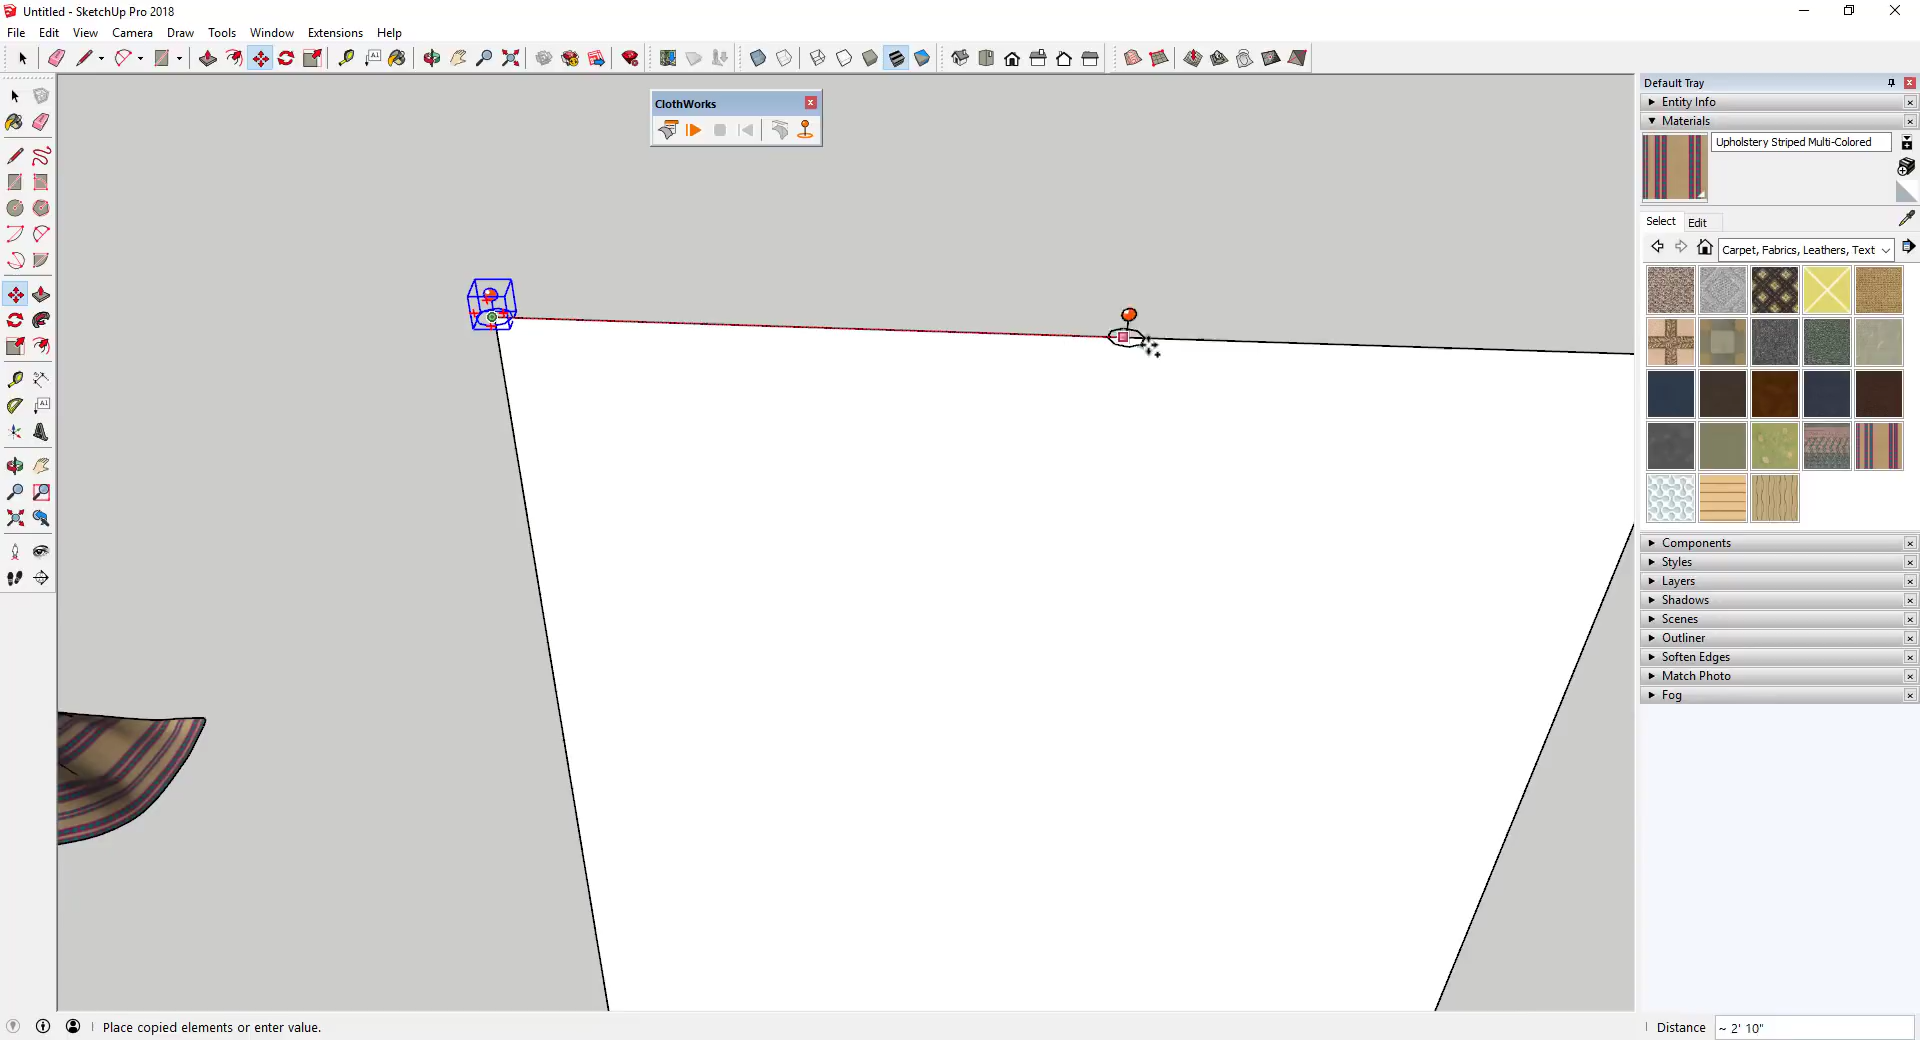 Untitled - SketchUp Pro 2018
File Edit View Camera Draw Tools Window Extensions Help
ClothWorks
Default Tray
Entity Info
Materials
Upholstery Striped Multi-Colored
Select Edit
Carpet, Fabrics, Leathers, Text
Components
Styles
Layers
Shadows
Scenes
Outliner
Soften Edges
Match Photo
Fog
Place copied elements or enter value.
Distance ~ 2' 10"